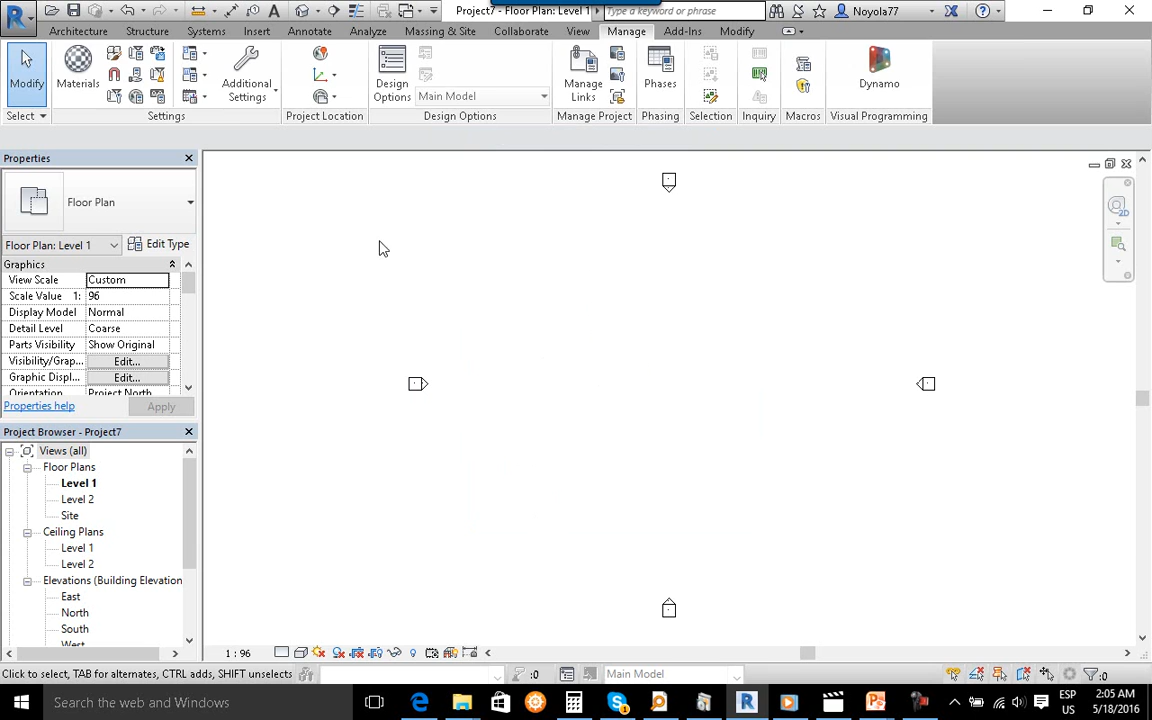 Project7 - Floor Plan: Level 1
Type a keyword or phrase
Noyola77
Architecture Structure Systems Insert Annotate Analyze Massing & Site Collaborate View Manage Add-Ins Modify
Modify
Materials
Additional
Settings
Design
Options
Main Model
Manage
Links
Phases
Dynamo
Select
Settings
Project Location
Design Options
Manage Project
Phasing
Selection
Inquiry
Macros
Visual Programming
Properties
Floor Plan
Floor Plan: Level 1
Edit Type
Graphics
View Scale Custom
Scale Value 1: 96
Display Model Normal
Detail Level Coarse
Parts Visibility Show Original
Visibility/Grap... Edit...
Graphic Displ... Edit...
Orientation Project North
Properties help
Apply
Project Browser - Project7
Views (all)
Floor Plans
Level 1
Level 2
Site
Ceiling Plans
Level 1
Level 2
Elevations (Building Elevation
East
North
South
West
2D
1 : 96
Click to select, TAB for alternates, CTRL adds, SHIFT unselects
:0
Main Model
:0
Search the web and Windows
ESP
US
2:05 AM
5/18/2016